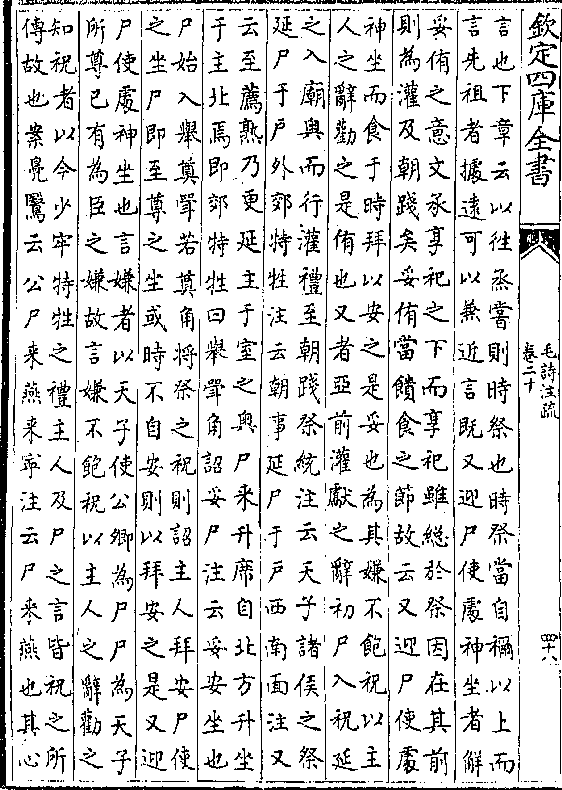 欽定四庫全書
毛詩注疏
卷二十
四十八
言也下章云以徃烝嘗則時祭也時祭當自禰以上而
言先祖者據遠可以兼近言既又迎尸使處神坐者解
妥侑之意文承享祀之下而享祀雖總於祭因在其前
則為灌及朝踐矣妥侑當饋食之節故云又迎尸使處
神坐而食于時拜以安之是妥也為其嫌不飽祝以主
人之辭勸之是侑也又者亞前灌獻之辭初尸入祝延
之入廟奥而行灌禮至朝踐祭統注云天子諸侯之祭
延尸于戶外郊特牲注云朝事延尸于戶西南面注又
云至薦熟乃更延主于室之奥尸来升席自北方升坐
于主北焉即郊特牲曰舉斝角詔妥尸注云妥安坐也
尸始入舉奠斝若奠角將祭之祝則詔主人拜安尸使
之坐尸即至尊之坐或時不自安則以拜安之是又迎
尸使處神坐也言嫌者以天子使公卿為尸尸為天子
所尊已有為臣之嫌故言嫌不飽祝以主人之辭勸之
知祝者以今少牢特牲之禮主人及尸之言皆祝之所
傳故也案鳬鷖云公尸来燕来寧注云尸来燕也其心